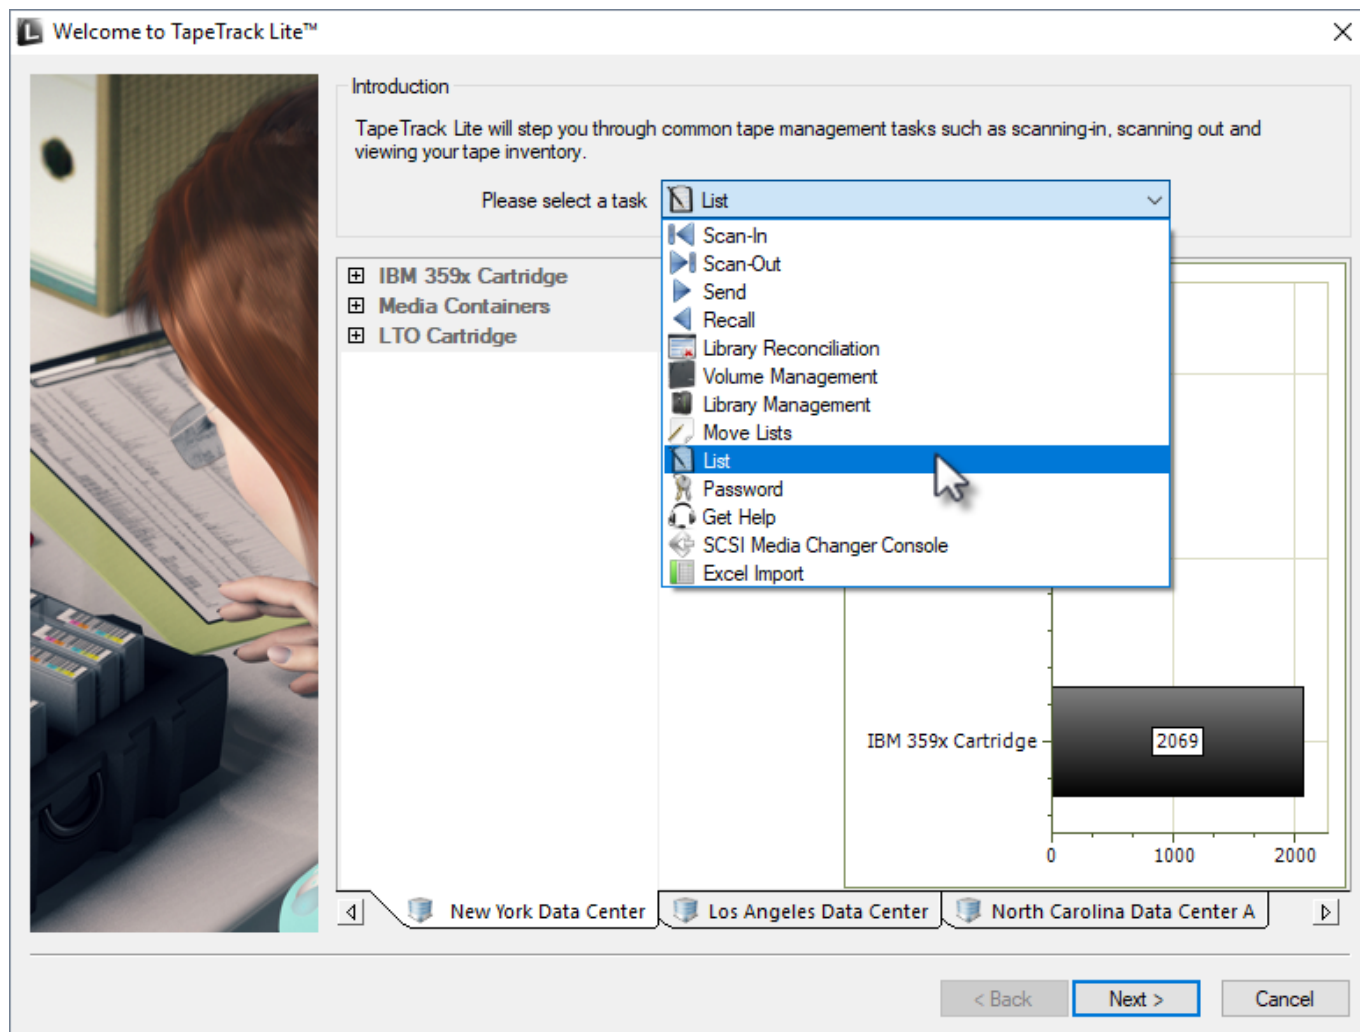 Welcome to TapeTrack Lite™
Introduction
TapeTrack Lite will step you through common tape management tasks such as scanning-in, scanning out and
viewing your tape inventory.
Please select a task
List
Scan-In
Scan-Out
Send
Recall
Library Reconciliation
Volume Management
Library Management
Move Lists
List
Password
Get Help
SCSI Media Changer Console
Excel Import
IBM 359x Cartridge
Media Containers
LTO Cartridge
IBM 359x Cartridge
2069
0 1000 2000
New York Data Center Los Angeles Data Center North Carolina Data Center A
< Back Next > Cancel